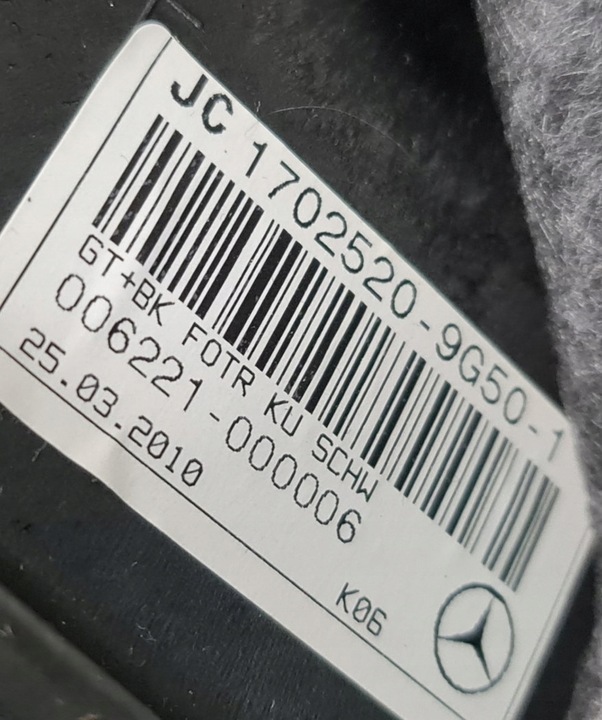 JC 1702520-9G50-1
GT+BK FOTR KU SCHW
006221-000006
25.03.2010
K06